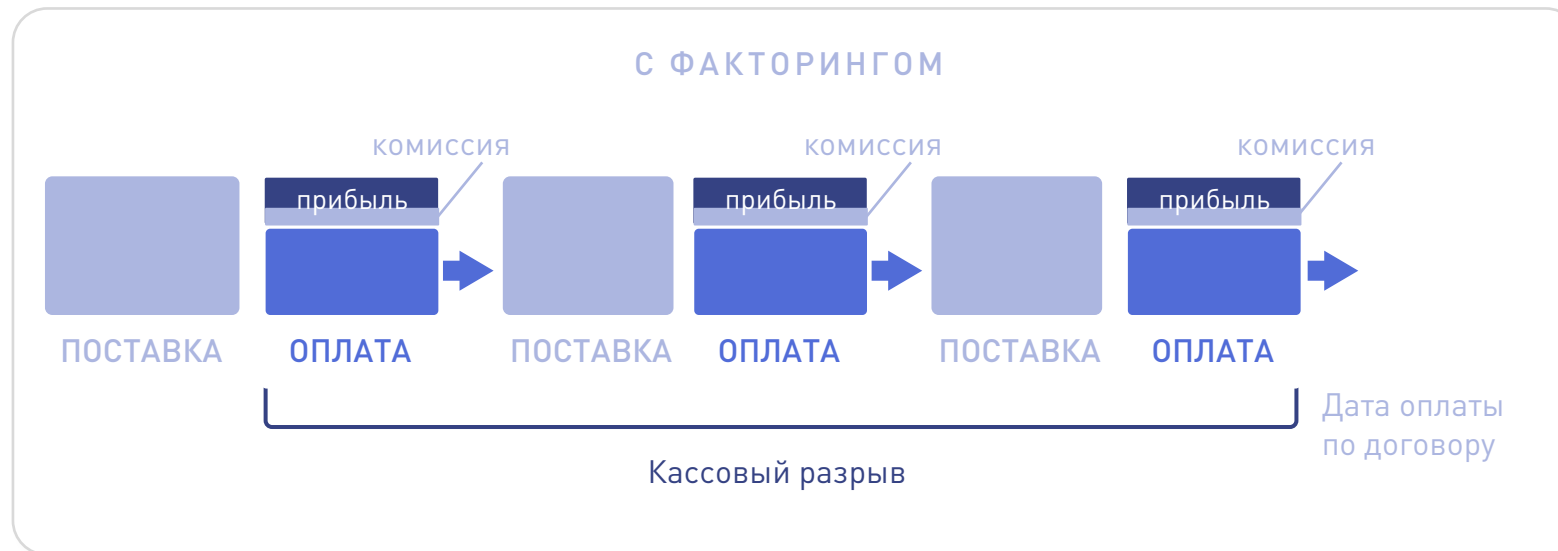 С ФАКТОРИНГОМ
комиссия
комиссия
комиссия
прибыль
прибыль
прибыль
ПОСТАВКА
ОПЛАТА
ПОСТАВКА
ОПЛАТА
ПОСТАВКА
ОПЛАТА
Дата оплаты
по договору
Кассовый разрыв